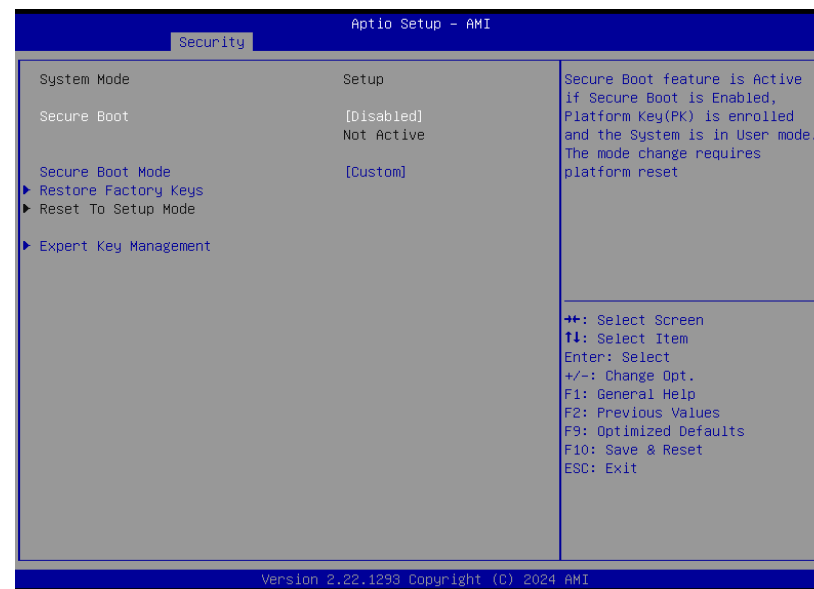 Aptio Setup – AMI
Security
System Mode Setup
Secure Boot [Disabled]
Not Active
Secure Boot Mode [Custom]
Restore Factory Keys
Reset To Setup Mode
Expert Key Management
Secure Boot feature is Active
if Secure Boot is Enabled,
Platform Key(PK) is enrolled
and the System is in User mode.
The mode change requires
platform reset
→←: Select Screen
↑↓: Select Item
Enter: Select
+/-: Change Opt.
F1: General Help
F2: Previous Values
F9: Optimized Defaults
F10: Save & Reset
ESC: Exit
Version 2.22.1293 Copyright (C) 2024 AMI